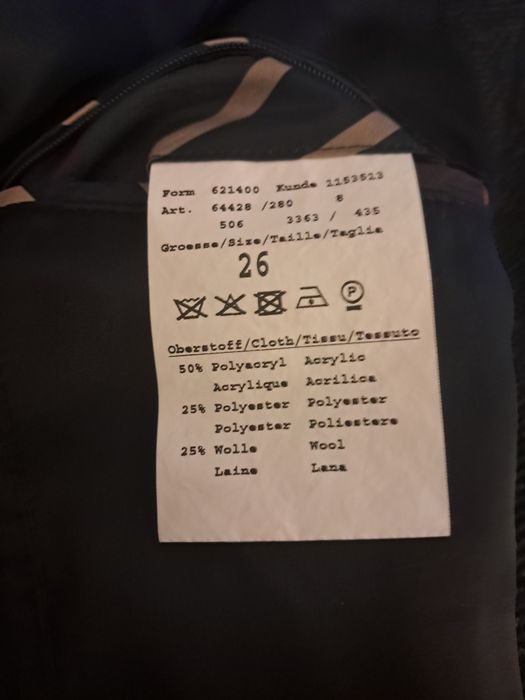 Form 621400 Kunde 1153523
Art. 64428 /280 8
506 3363 / 435
Groesse/Size/Taille/Taglia
26
P
Oberstoff/Cloth/Tissu/Tessuto
50% Polyacryl Acrylic
Acrylique Acrilica
25% Polyester Polyester
Polyester Poliestere
25% Wolle Wool
Laine Lana